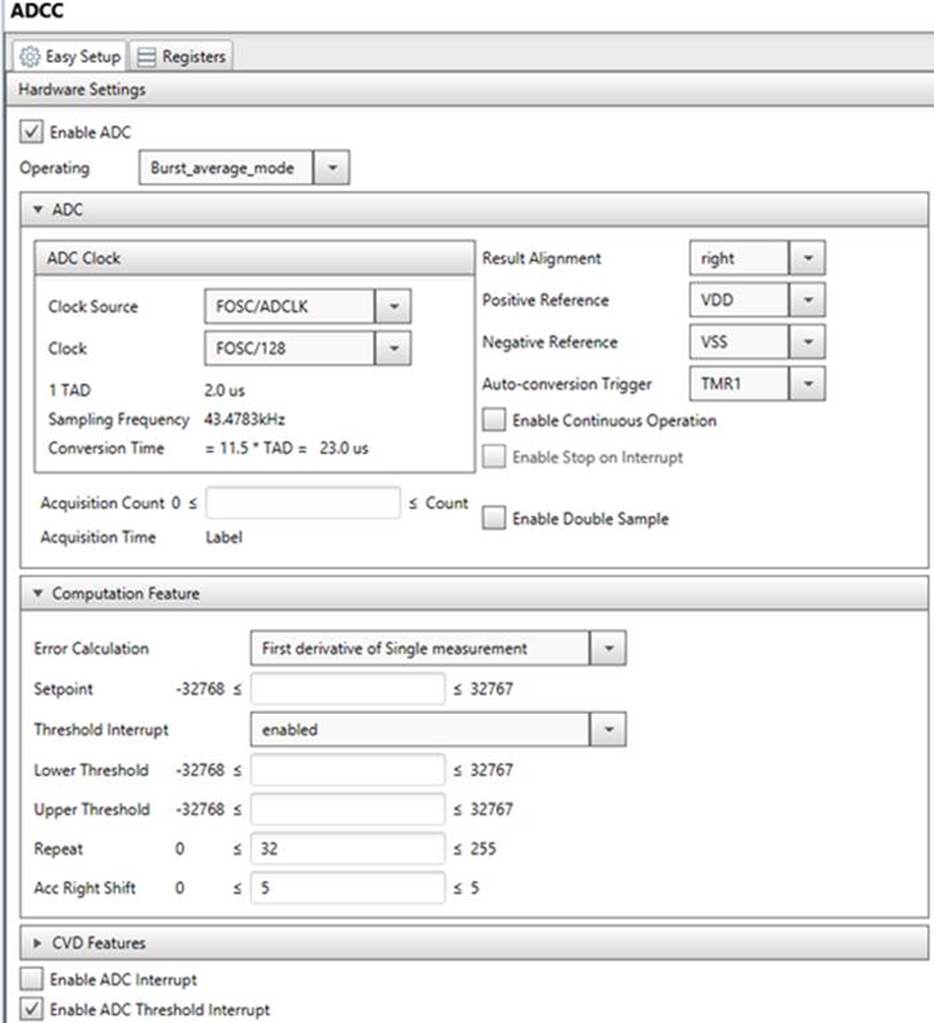 ADCC
Easy Setup Registers
Hardware Settings
Enable ADC
Operating Burst_average_mode
ADC
ADC Clock
Clock Source FOSC/ADCLK
Clock FOSC/128
1 TAD 2.0 us
Sampling Frequency 43.4783kHz
Conversion Time = 11.5 * TAD = 23.0 us
Result Alignment right
Positive Reference VDD
Negative Reference VSS
Auto-conversion Trigger TMR1
Enable Continuous Operation
Enable Stop on Interrupt
Acquisition Count 0 ≤ ≤ Count
Enable Double Sample
Acquisition Time Label
Computation Feature
Error Calculation First derivative of Single measurement
Setpoint -32768 ≤ ≤ 32767
Threshold Interrupt enabled
Lower Threshold -32768 ≤ ≤ 32767
Upper Threshold -32768 ≤ ≤ 32767
Repeat 0 ≤ 32 ≤ 255
Acc Right Shift 0 ≤ 5 ≤ 5
CVD Features
Enable ADC Interrupt
Enable ADC Threshold Interrupt